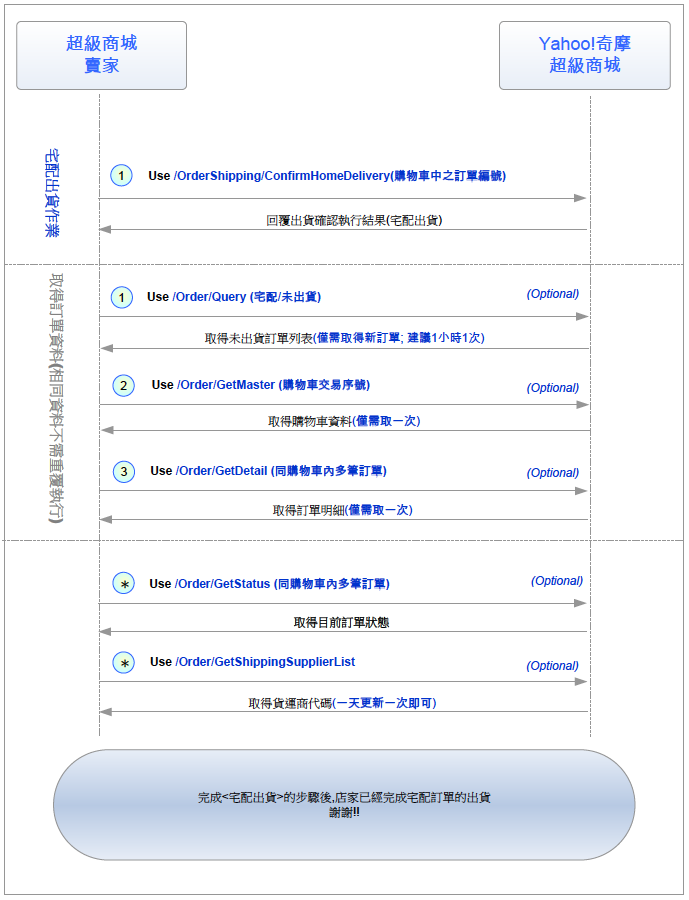 超級商城
賣家
Yahoo!奇摩
超級商城
宅配出貨作業
1 Use /OrderShipping/ConfirmHomeDelivery(購物車中之訂單編號)
回覆出貨確認執行結果(宅配出貨)
取得訂單資料(相同資料不需重覆執行)
1 Use /Order/Query (宅配/未出貨) (Optional)
取得未出貨訂單列表(僅需取得新訂單; 建議1小時1次)
2 Use /Order/GetMaster (購物車交易序號) (Optional)
取得購物車資料(僅需取一次)
3 Use /Order/GetDetail (同購物車內多筆訂單) (Optional)
取得訂單明細(僅需取一次)
* Use /Order/GetStatus (同購物車內多筆訂單) (Optional)
取得目前訂單狀態
* Use /Order/GetShippingSupplierList (Optional)
取得貨運商代碼(一天更新一次即可)
完成<宅配出貨>的步驟後,店家已經完成宅配訂單的出貨
謝謝!!